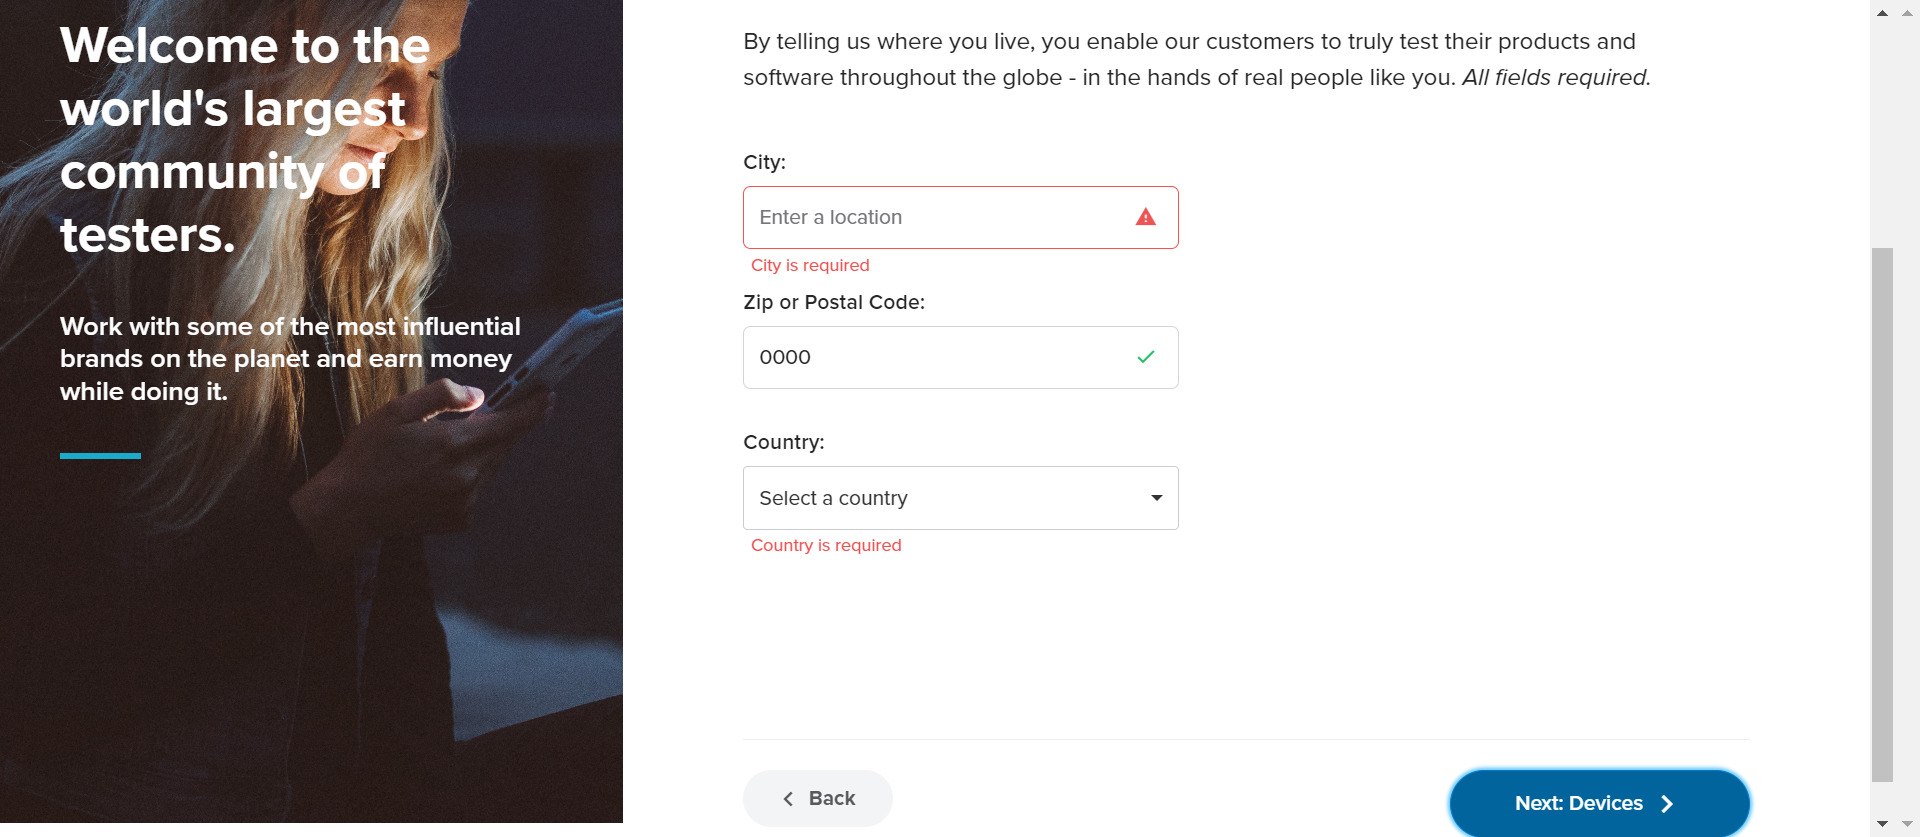 Welcome to the
world's largest
community of
testers.
Work with some of the most influential
brands on the planet and earn money
while doing it.
By telling us where you live, you enable our customers to truly test their products and
software throughout the globe - in the hands of real people like you. All fields required.
City:
Enter a location
City is required
Zip or Postal Code:
0000
Country:
Select a country
Country is required
Back
Next: Devices